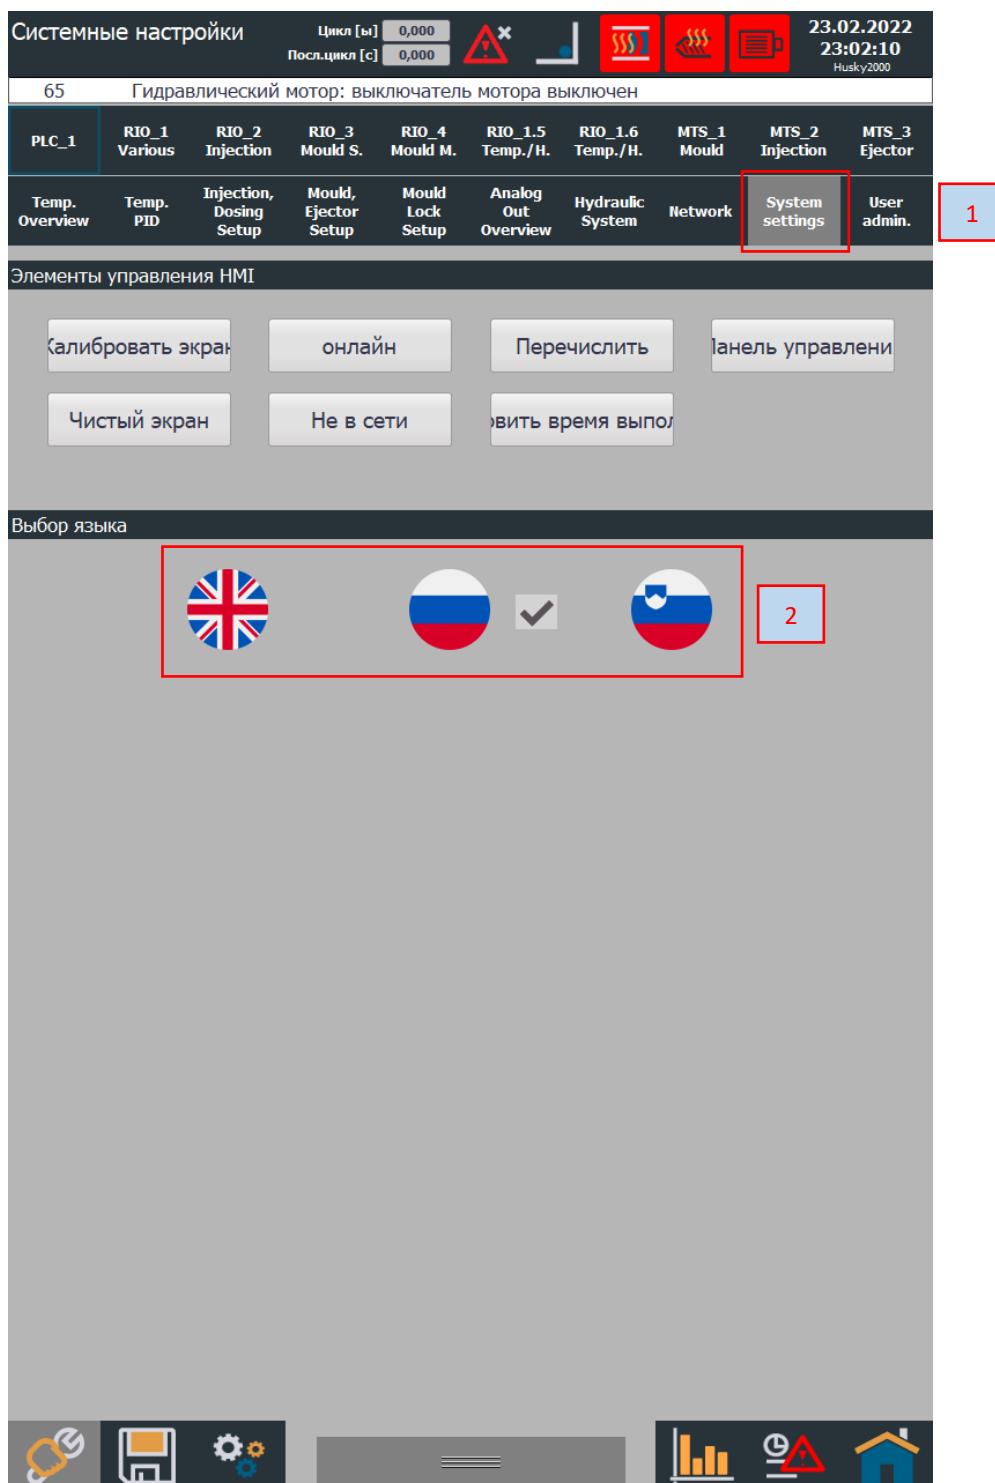 Системные настройки
Цикл [ы] 0,000
Посл.цикл [с] 0,000
23.02.2022
23:02:10
Husky2000
65 Гидравлический мотор: выключатель мотора выключен
PLC_1
RIO_1
Various
RIO_2
Injection
RIO_3
Mould S.
RIO_4
Mould M.
RIO_1.5
Temp./H.
RIO_1.6
Temp./H.
MTS_1
Mould
MTS_2
Injection
MTS_3
Ejector
Temp.
Overview
Temp.
PID
Injection,
Dosing
Setup
Mould,
Ejector
Setup
Mould
Lock
Setup
Analog
Out
Overview
Hydraulic
System
Network
System
settings
User
admin.
1
Элементы управления HMI
Калибровать экран
онлайн
Перечислить
Панель управлени
Чистый экран
Не в сети
овить время выпол
Выбор языка
2